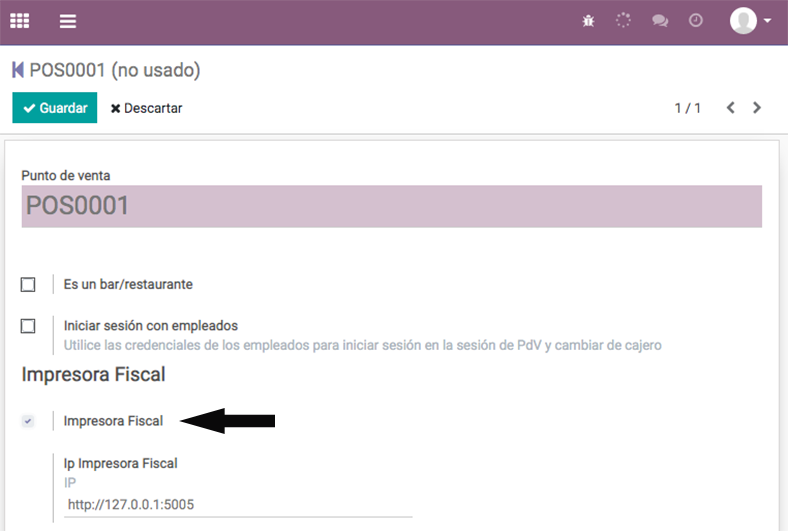 POS0001 (no usado)
Guardar
Descartar
1 / 1
Punto de venta
POS0001
Es un bar/restaurante
Iniciar sesión con empleados
Utilice las credenciales de los empleados para iniciar sesión en la sesión de PdV y cambiar de cajero
Impresora Fiscal
Impresora Fiscal
Ip Impresora Fiscal
IP
http://127.0.0.1:5005